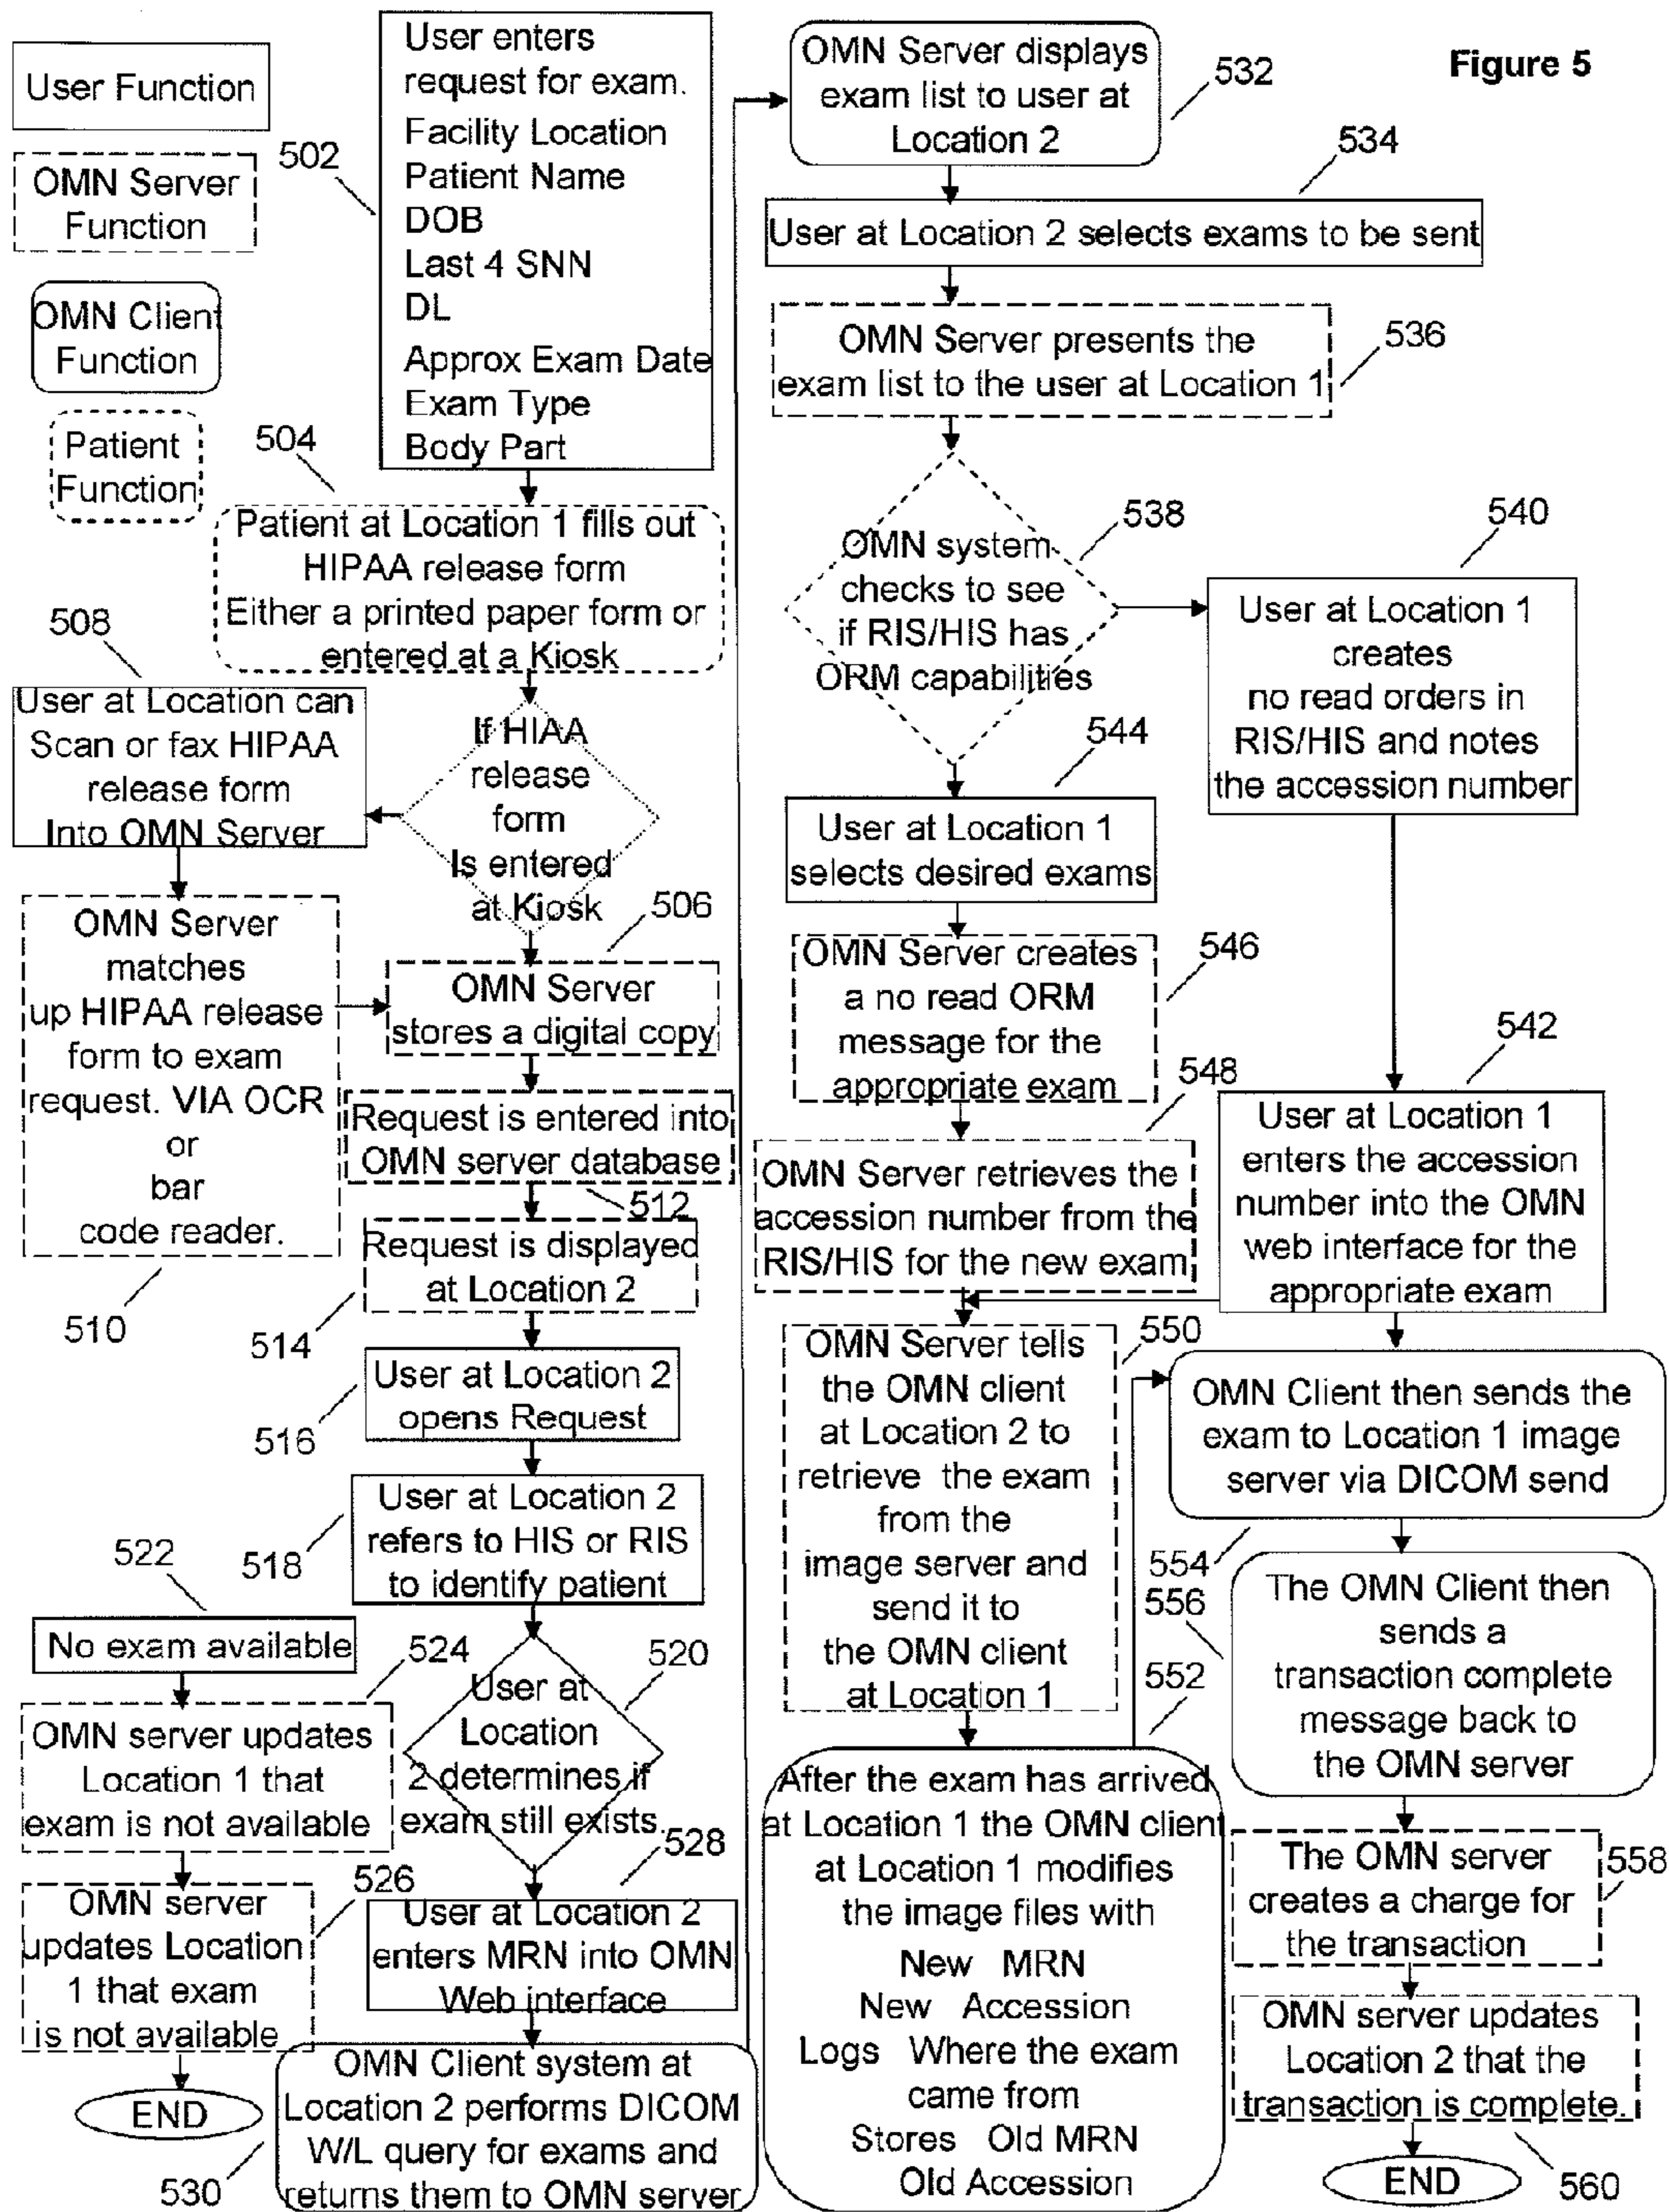 Figure 5
User Function
OMN Server
Function
OMN Client
Function
Patient
Function
502
User enters
request for exam.
Facility Location
Patient Name
DOB
Last 4 SNN
DL
Approx Exam Date
Exam Type
Body Part
504
Patient at Location 1 fills out
HIPAA release form
Either a printed paper form or
entered at a Kiosk
508
User at Location can
Scan or fax HIPAA
release form
Into OMN Server
If HIAA
release
form
Is entered
at Kiosk
506
OMN Server
matches
up HIPAA release
form to exam
request. VIA OCR
or
bar
code reader.
510
OMN Server
stores a digital copy
Request is entered into
OMN server database
512
Request is displayed
at Location 2
514
User at Location 2
opens Request
516
User at Location 2
refers to HIS or RIS
to identify patient
518
522
No exam available
524
OMN server updates
Location 1 that
exam is not available
526
OMN server
updates Location
1 that exam
is not available
END
520
User at
Location
2 determines if
exam still exists.
528
User at Location 2
enters MRN into OMN
Web interface
OMN Client system at
Location 2 performs DICOM
W/L query for exams and
returns them to OMN server
530
OMN Server displays
exam list to user at
Location 2
532
534
User at Location 2 selects exams to be sent
OMN Server presents the
exam list to the user at Location 1
536
538
OMN system
checks to see
if RIS/HIS has
ORM capabilities
540
User at Location 1
creates
no read orders in
RIS/HIS and notes
the accession number
544
User at Location 1
selects desired exams
OMN Server creates
a no read ORM
message for the
appropriate exam
546
548
OMN Server retrieves the
accession number from the
RIS/HIS for the new exam
542
User at Location 1
enters the accession
number into the OMN
web interface for the
appropriate exam
550
OMN Server tells
the OMN client
at Location 2 to
retrieve the exam
from the
image server and
send it to
the OMN client
at Location 1
552
After the exam has arrived
at Location 1 the OMN client
at Location 1 modifies
the image files with
New MRN
New Accession
Logs Where the exam
came from
Stores Old MRN
Old Accession
OMN Client then sends the
exam to Location 1 image
server via DICOM send
554
556
The OMN Client then
sends a
transaction complete
message back to
the OMN server
The OMN server
creates a charge for
the transaction
558
OMN server updates
Location 2 that the
transaction is complete.
END
560